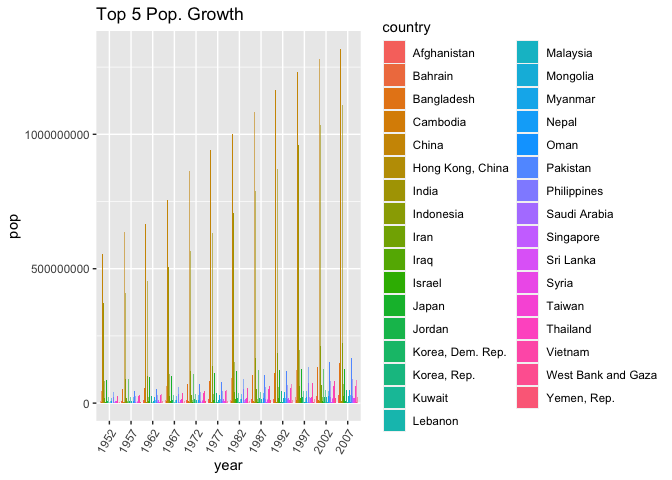 Top 5 Pop. Growth
pop
1000000000
500000000
0
1952
1957
1962
1967
1972
1977
1982
1987
1992
1997
2002
2007
year
country
Afghanistan
Bahrain
Bangladesh
Cambodia
China
Hong Kong, China
India
Indonesia
Iran
Iraq
Israel
Japan
Jordan
Korea, Dem. Rep.
Korea, Rep.
Kuwait
Lebanon
Malaysia
Mongolia
Myanmar
Nepal
Oman
Pakistan
Philippines
Saudi Arabia
Singapore
Sri Lanka
Syria
Taiwan
Thailand
Vietnam
West Bank and Gaza
Yemen, Rep.